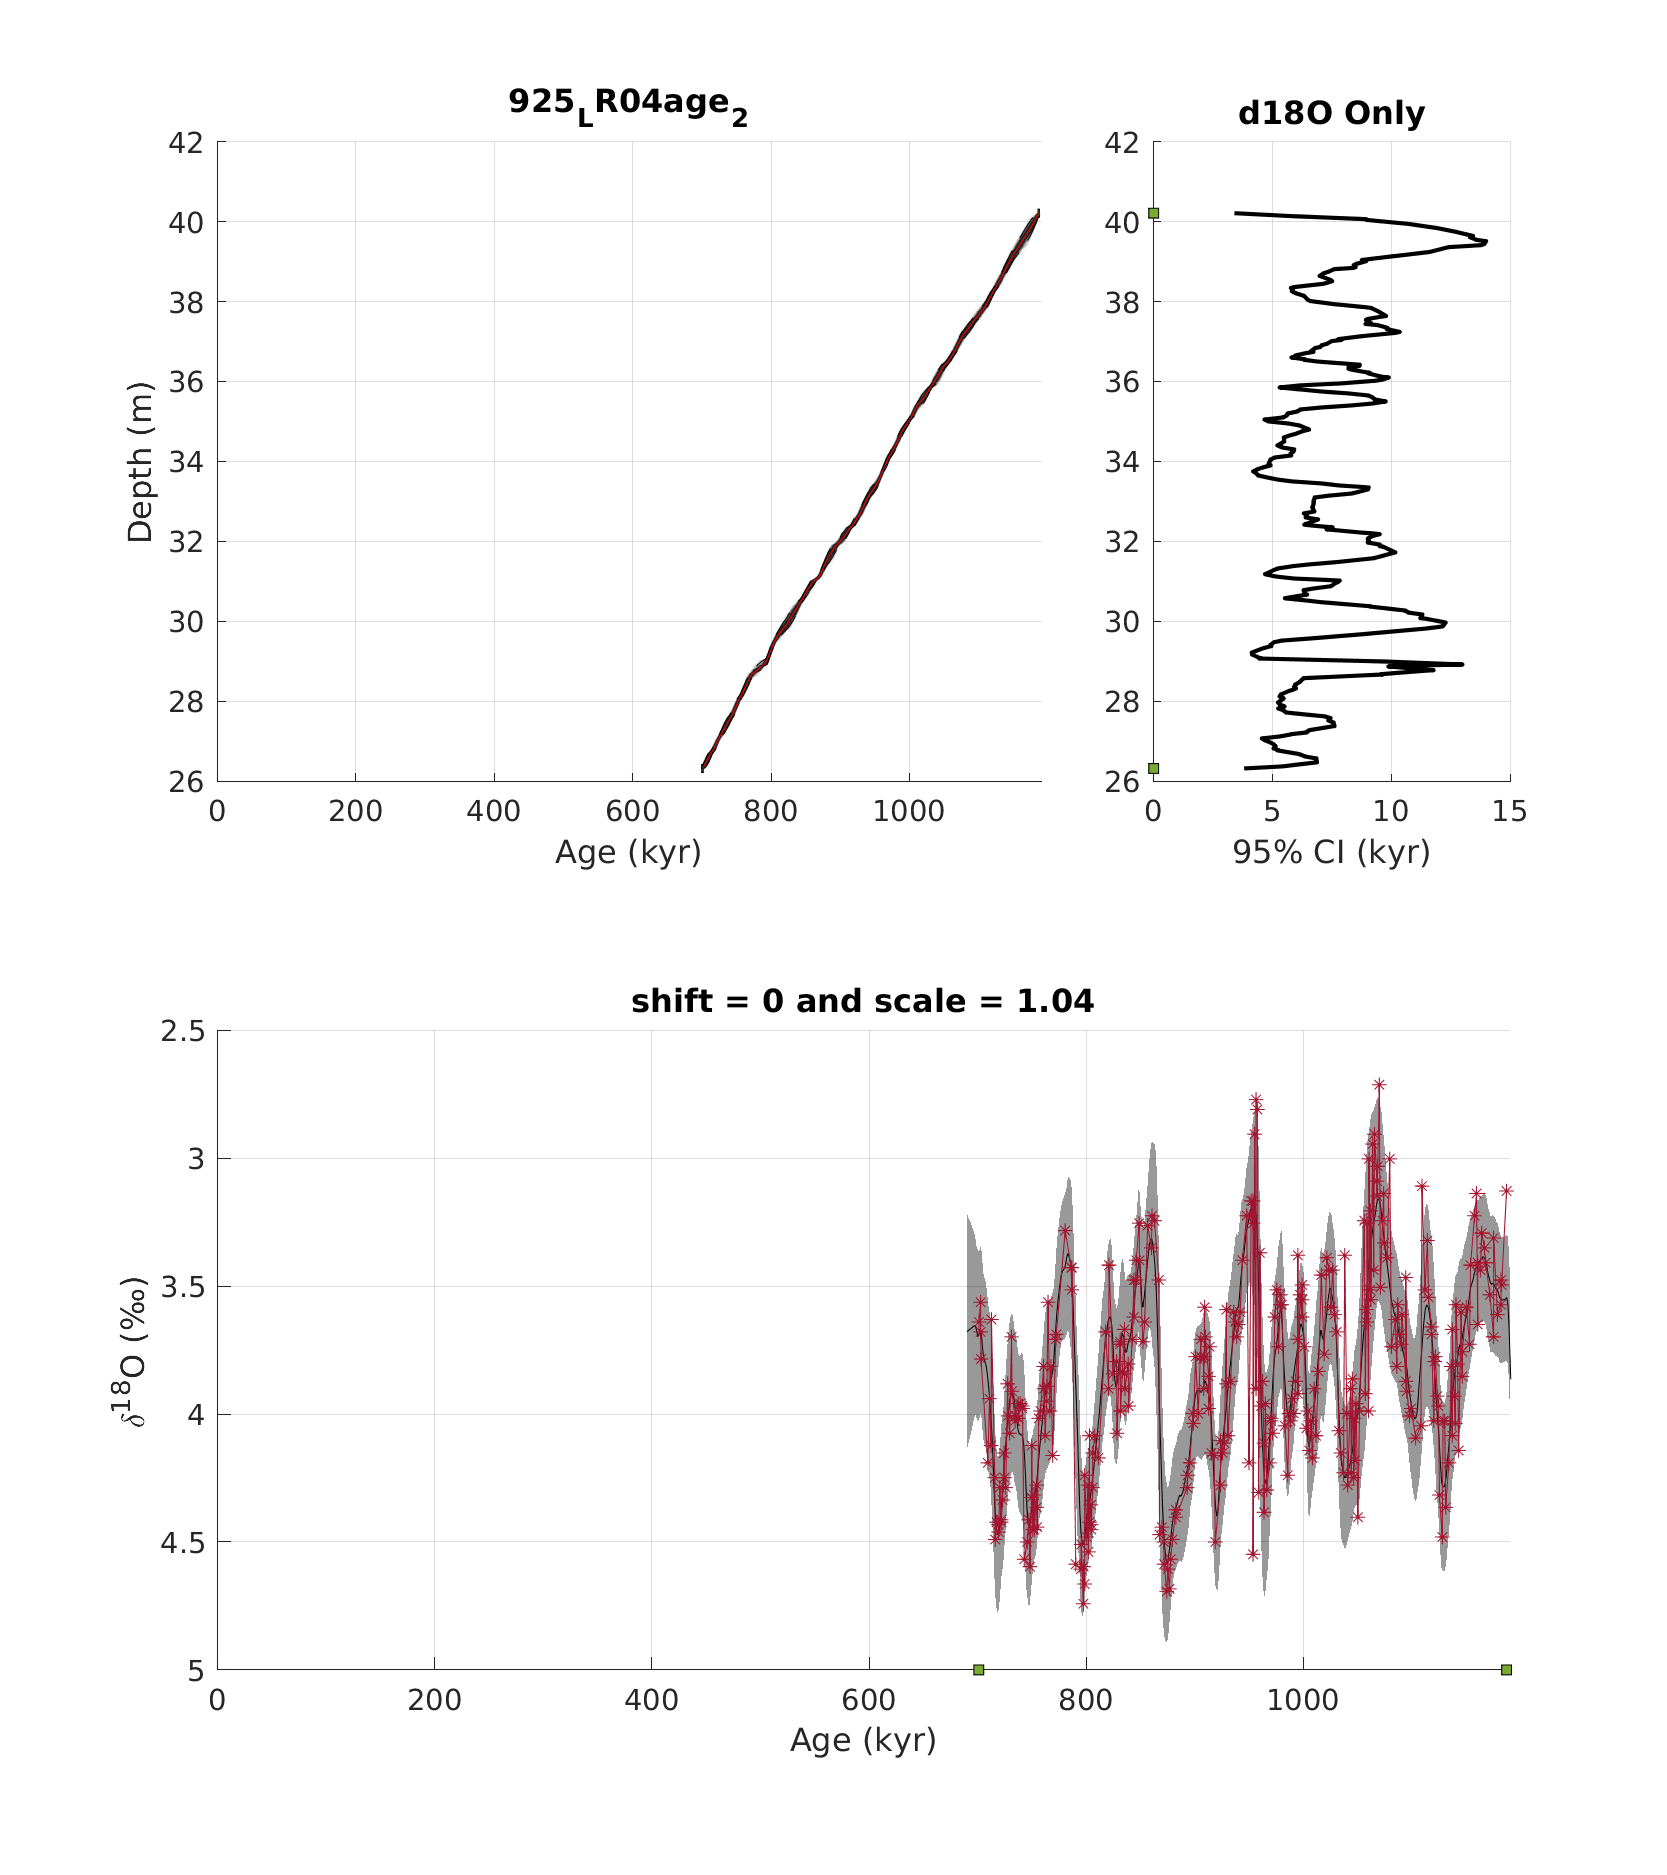 925LR04age2
42
40
38
36
34
32
30
28
26
Depth (m)
0 200 400 600 800 1000
Age (kyr)
d18O Only
42
40
38
36
34
32
30
28
26
0 5 10 15
95% CI (kyr)
shift = 0 and scale = 1.04
2.5
3
3.5
4
4.5
5
δ18O (‰)
0 200 400 600 800 1000
Age (kyr)